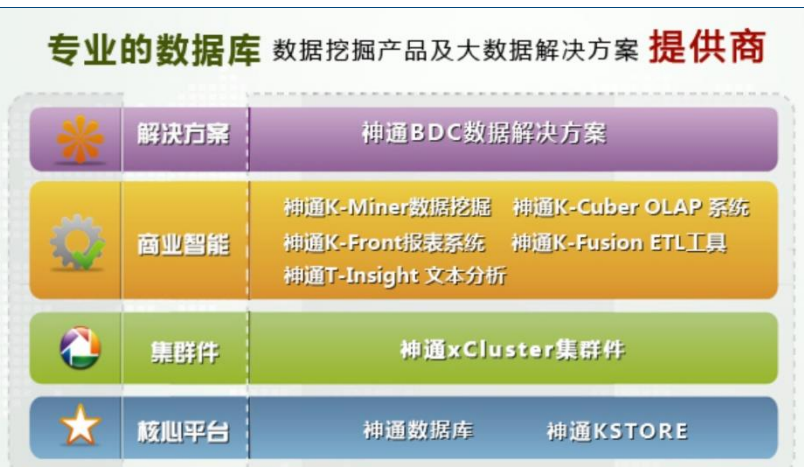 专业的数据库 数据挖掘产品及大数据解决方案 提供商
解决方案 神通BDC数据解决方案
神通K-Miner数据挖掘 神通K-Cuber OLAP 系统
商业智能 神通K-Front报表系统 神通K-Fusion ETL工具
神通T-Insight 文本分析
集群件 神通xCluster集群件
核心平台 神通数据库 神通KSTORE